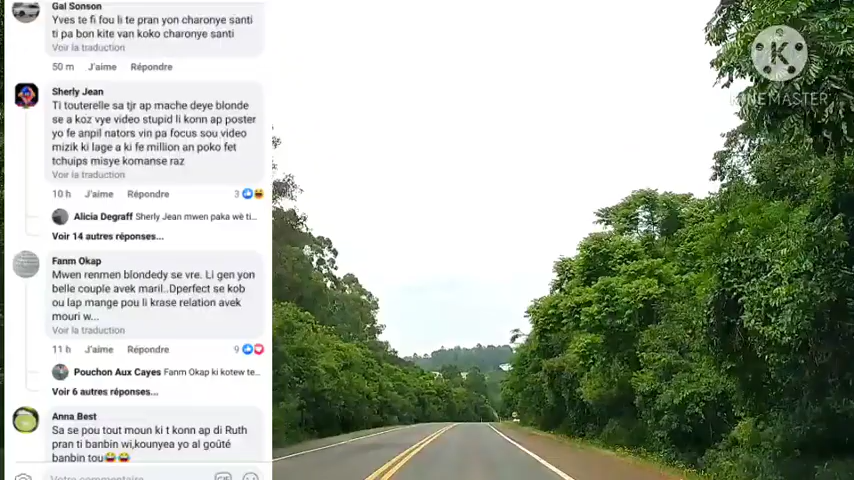 Gal Sonson
Yves te fi fou li te pran yon charonye santi
ti pa bon kite van koko charonye santi
Voir la traduction
50 m J'aime Répondre
Sherly Jean
Ti touterelle sa tjr ap mache deye blonde
se a koz vye video stupid li konn ap poster
yo fe anpil nators vin pa focus sou video
mizik ki lage a ki fe million an poko fet
tchuips misye komanse raz
Voir la traduction
10 h J'aime Répondre 3
Alicia Degraff Sherly Jean mwen paka wè ti...
Voir 14 autres réponses...
Fanm Okap
Mwen renmen blondedy se vre. Li gen yon
belle couple avek maril..Dperfect se kob
ou lap mange pou li krase relation avek
mouri w...
Voir la traduction
11 h J'aime Répondre 9
Pouchon Aux Cayes Fanm Okap ki kotew te...
Voir 6 autres réponses...
Anna Best
Sa se pou tout moun ki t konn ap di Ruth
pran ti banbin wi,kounyea yo al goûté
banbin tou😂😂
Votre commentaire...
GIF
K
KINEMASTER